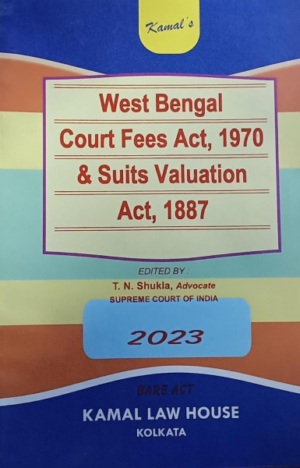 Kamal's
West Bengal
Court Fees Act, 1970
& Suits Valuation
Act, 1887
EDITED BY
T. N. Shukla, Advocate
SUPREME COURT OF INDIA
2023
BARE ACT
KAMAL LAW HOUSE
KOLKATA